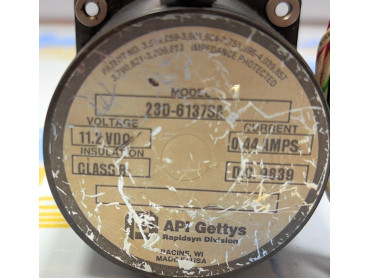 IMPEDANCE PROTECTED
MODEL
23D-6137SA
VOLTAGE
CURRENT
11.2 VDC
0.44 AMPS
INSULATION
CLASS B
D.C. 9839
API Gettys
Rapidsyn Division
RACINE, WI
MADE IN USA